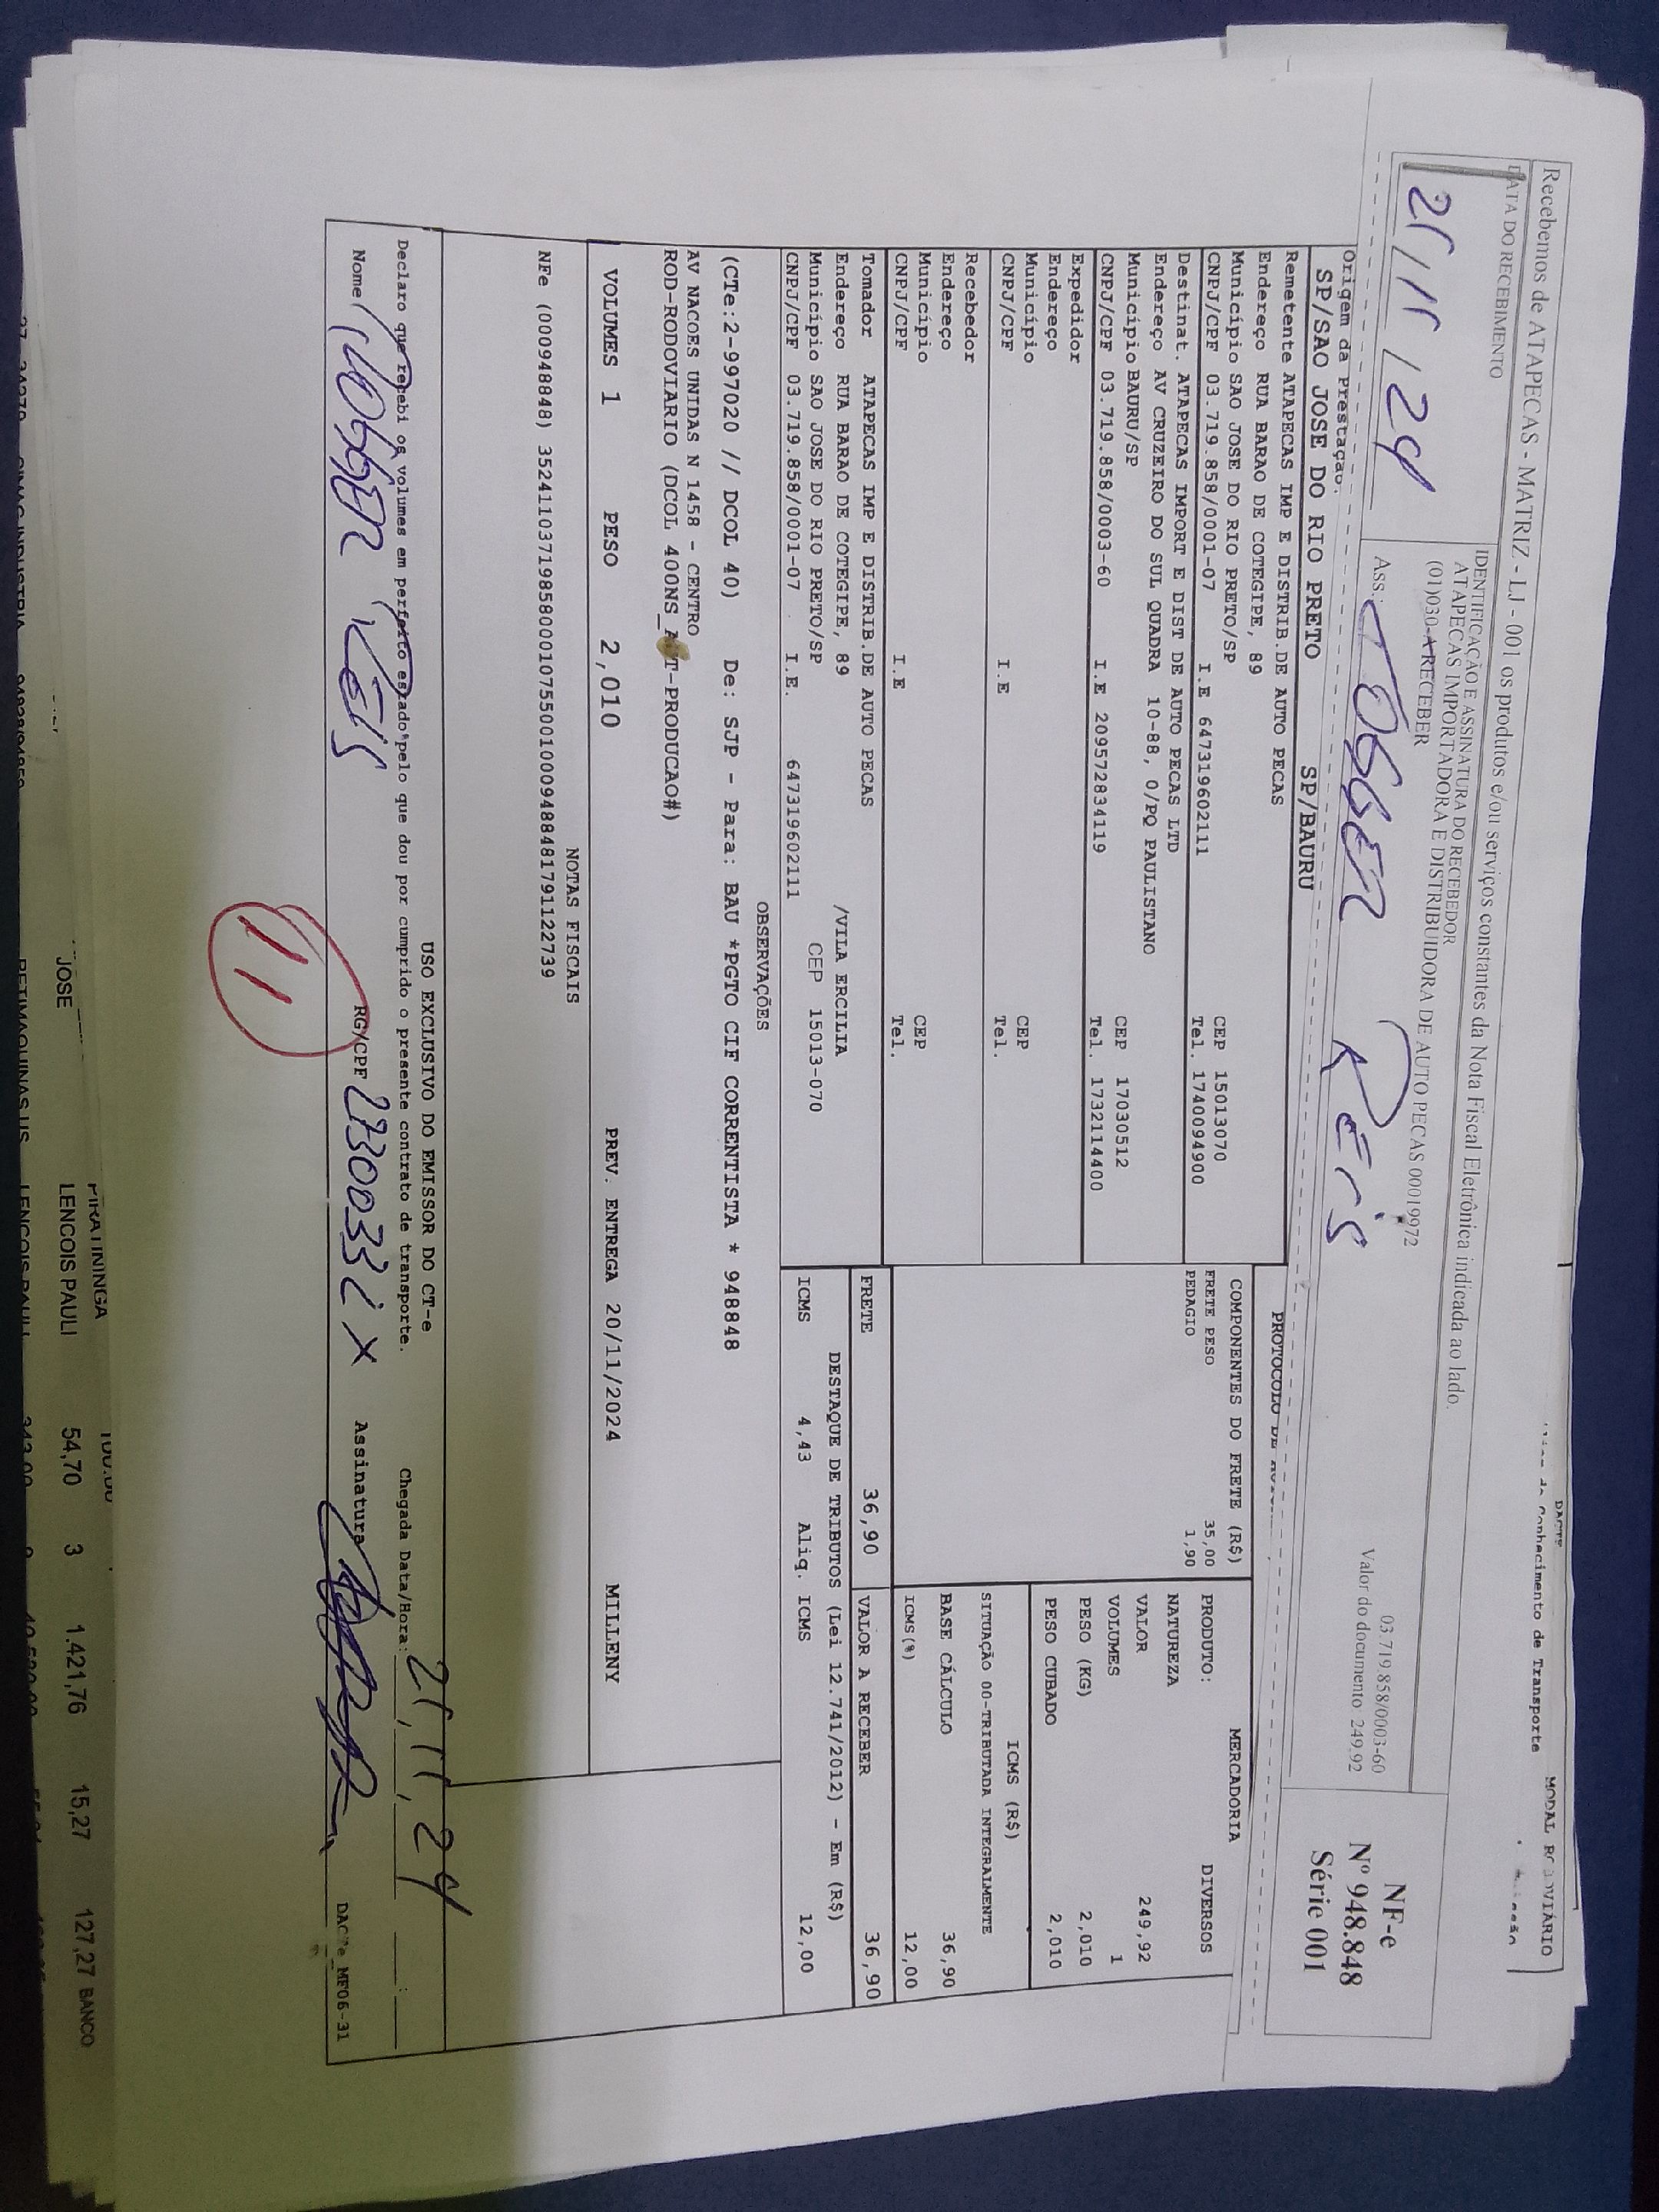 MODAL
Conhecimento de Transporte
Recebemos de ATAPECAS - MATRIZ - LJ - 001 os produtos e/ou serviços constantes da Nota Fiscal Eletrônica indicada ao lado.
DATA DO RECEBIMENTO
21/11/24
IDENTIFICAÇÃO E ASSINATURA DO RECEBEDOR
ATAPECAS IMPORTADORA E DISTRIBUIDORA DE AUTO PECAS 00019972
(01)030-A RECEBER
03.719.858/0003-60
Valor do documento 249,92
Ass.:
NF-e
Nº 948.848
Série 001
Origem da Prestação:
SP/SAO JOSE DO RIO PRETO SP/BAURU
PROTOCOLO DE
Remetente ATAPECAS IMP E DISTRIB.DE AUTO PECAS
Endereço RUA BARAO DE COTEGIPE, 89
Município SAO JOSE DO RIO PRETO/SP CEP 15013070
CNPJ/CPF 03.719.858/0001-07 I.E 647319602111 Tel. 1740094900
Destinat. ATAPECAS IMPORT E DIST DE AUTO PECAS LTD
Endereço AV CRUZEIRO DO SUL QUADRA 10-88, 0/PQ PAULISTANO
Município BAURU/SP CEP 17030512
CNPJ/CPF 03.719.858/0003-60 I.E 209572834119 Tel. 1732114400
Expedidor
Endereço
Município CEP
CNPJ/CPF I.E Tel.
Recebedor
Endereço
Município CEP
CNPJ/CPF I.E Tel.
Tomador ATAPECAS IMP E DISTRIB.DE AUTO PECAS
Endereço RUA BARAO DE COTEGIPE, 89 /VILA ERCILIA
Município SAO JOSE DO RIO PRETO/SP CEP 15013-070
CNPJ/CPF 03.719.858/0001-07 I.E. 647319602111
COMPONENTES DO FRETE (R$)
FRETE PESO 35,00
PEDAGIO 1,90
MERCADORIA
PRODUTO: DIVERSOS
NATUREZA
VALOR 249,92
VOLUMES 1
PESO (KG) 2,010
PESO CUBADO 2,010
ICMS (R$)
SITUAÇÃO 00-TRIBUTADA INTEGRALMENTE
BASE CÁLCULO 36,90
ICMS(%) 12,00
FRETE 36,90 VALOR A RECEBER 36,90
DESTAQUE DE TRIBUTOS (Lei 12.741/2012) - Em (R$)
ICMS 4,43 Aliq. ICMS 12,00
OBSERVAÇÕES
(CTe:2-997020 // DCOL 40) De: SJP - Para: BAU *PGTO CIF CORRENTISTA * 948848
AV NACOES UNIDAS N 1458 - CENTRO
ROD-RODOVIARIO (DCOL 400NS_ T-PRODUCAO#)
VOLUMES 1 PESO 2,010 PREV. ENTREGA 20/11/2024 MILLENY
NOTAS FISCAIS
NFe (000948848) 35241103719858000107550010009488481791122739
USO EXCLUSIVO DO EMISSOR DO CT-e
Declaro que recebi os volumes em perfeito estado pelo que dou por cumprido o presente contrato de transporte. Chegada Data/Hora: 21/11/24
Nome RG/CPF Assinatura
11
PIRATININGA
JOSE LENCOIS PAULI 54,70 3 1.421,76 15,27 127,27 BANCO